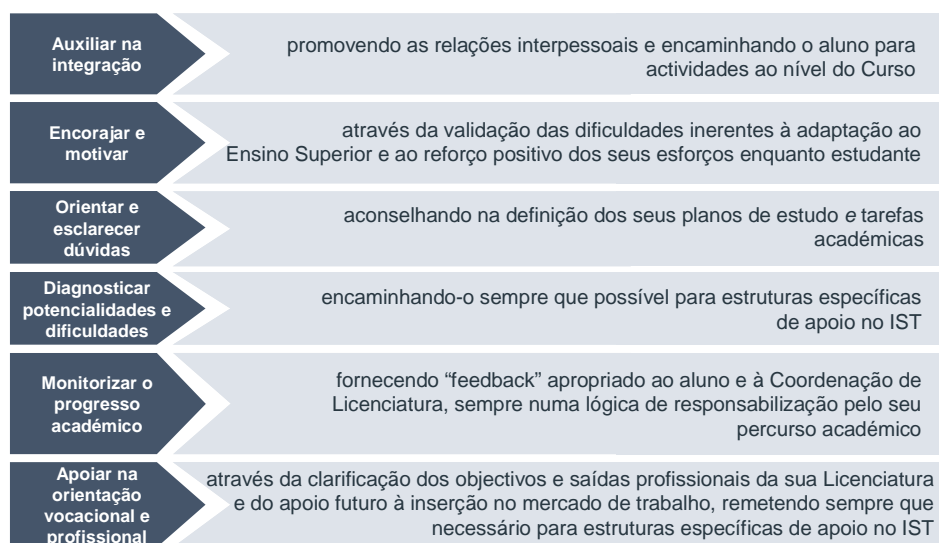 Auxiliar na
integração
promovendo as relações interpessoais e encaminhando o aluno para
actividades ao nível do Curso
Encorajar e
motivar
através da validação das dificuldades inerentes à adaptação ao
Ensino Superior e ao reforço positivo dos seus esforços enquanto estudante
Orientar e
esclarecer
dúvidas
aconselhando na definição dos seus planos de estudo e tarefas
académicas
Diagnosticar
potencialidades e
dificuldades
encaminhando-o sempre que possível para estruturas específicas
de apoio no IST
Monitorizar o
progresso
académico
fornecendo “feedback” apropriado ao aluno e à Coordenação de
Licenciatura, sempre numa lógica de responsabilização pelo seu
percurso académico
Apoiar na
orientação
vocacional e
profissional
através da clarificação dos objectivos e saídas profissionais da sua Licenciatura
e do apoio futuro à inserção no mercado de trabalho, remetendo sempre que
necessário para estruturas específicas de apoio no IST